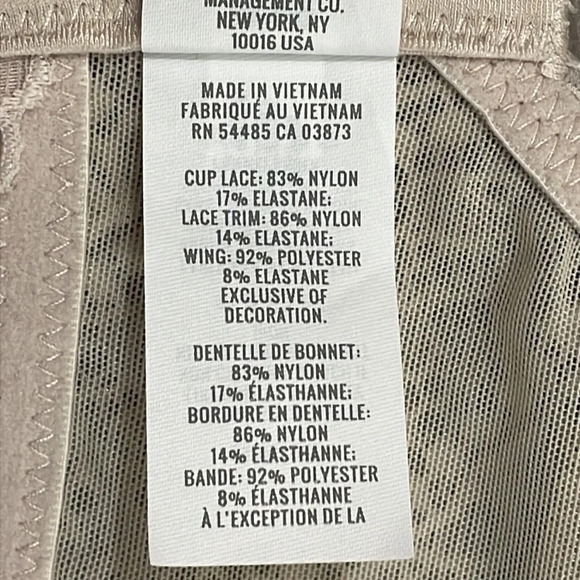 MANAGEMENT CO.
NEW YORK, NY
10016 USA
MADE IN VIETNAM
FABRIQUÉ AU VIETNAM
RN 54485 CA 03873
CUP LACE: 83% NYLON
17% ELASTANE;
LACE TRIM: 86% NYLON
14% ELASTANE;
WING: 92% POLYESTER
8% ELASTANE
EXCLUSIVE OF
DECORATION.
DENTELLE DE BONNET:
83% NYLON
17% ÉLASTHANNE;
BORDURE EN DENTELLE:
86% NYLON
14% ÉLASTHANNE;
BANDE: 92% POLYESTER
8% ÉLASTHANNE
À L'EXCEPTION DE LA